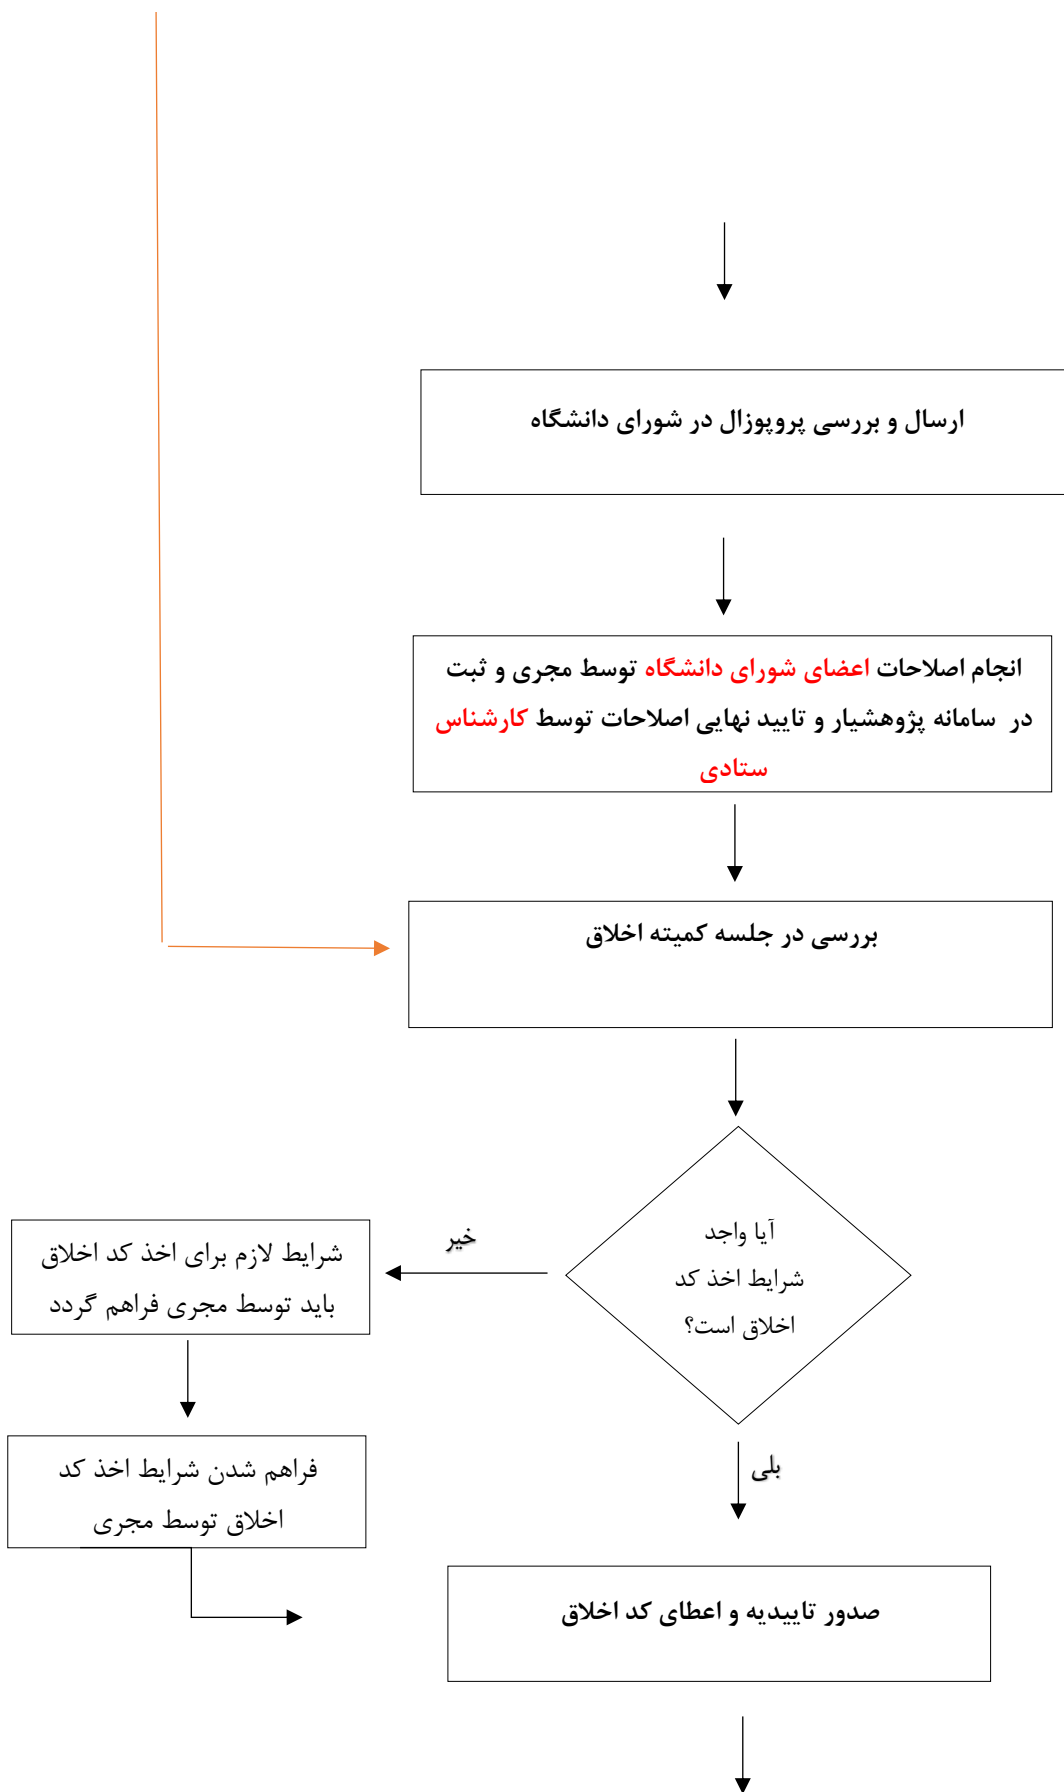 ارسال و بررسی پروپوزال در شورای دانشگاه
انجام اصلاحات اعضای شورای دانشگاه توسط مجری و ثبت
در سامانه پژوهشیار و تایید نهایی اصلاحات توسط کارشناس
ستادی
بررسی در جلسه کمیته اخلاق
آیا واجد
شرایط اخذ کد
اخلاق است؟
خیر
شرایط لازم برای اخذ کد اخلاق
باید توسط مجری فراهم گردد
فراهم شدن شرایط اخذ کد
اخلاق توسط مجری
بلی
صدور تاییدیه و اعطای کد اخلاق